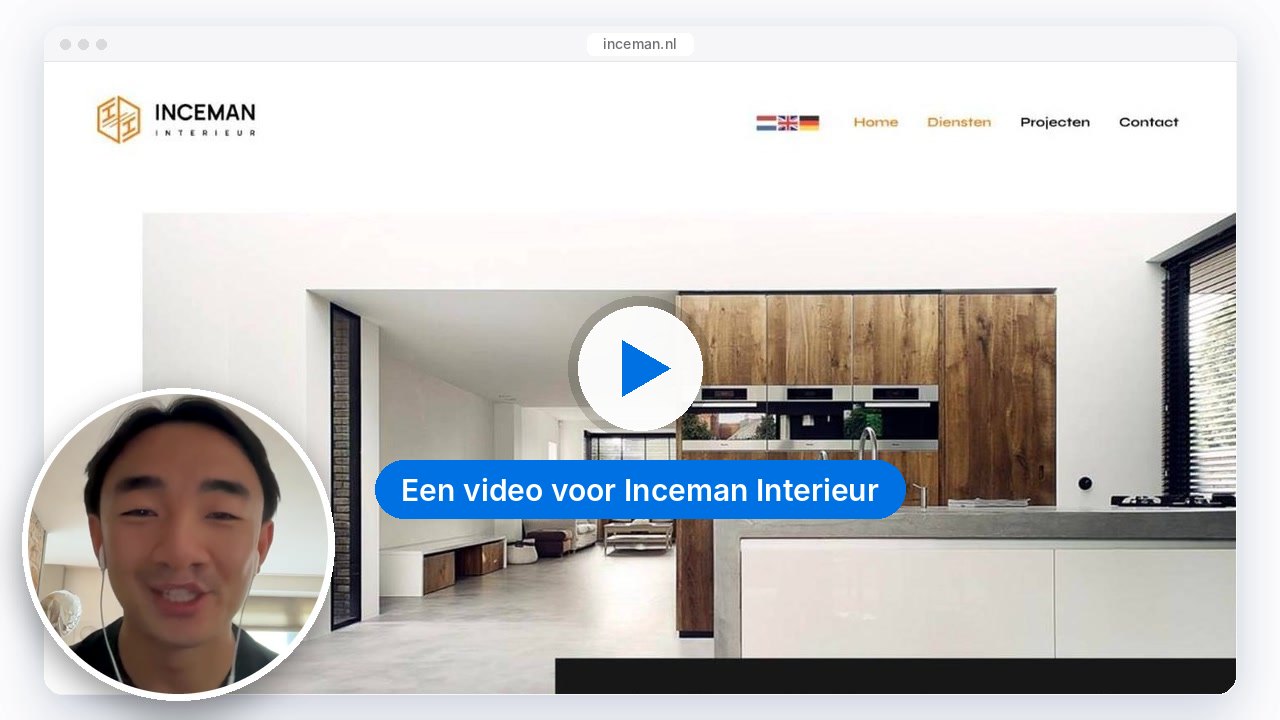 inceman.nl
INCEMAN
INTERIEUR
Home Diensten Projecten Contact
Een video voor Inceman Interieur